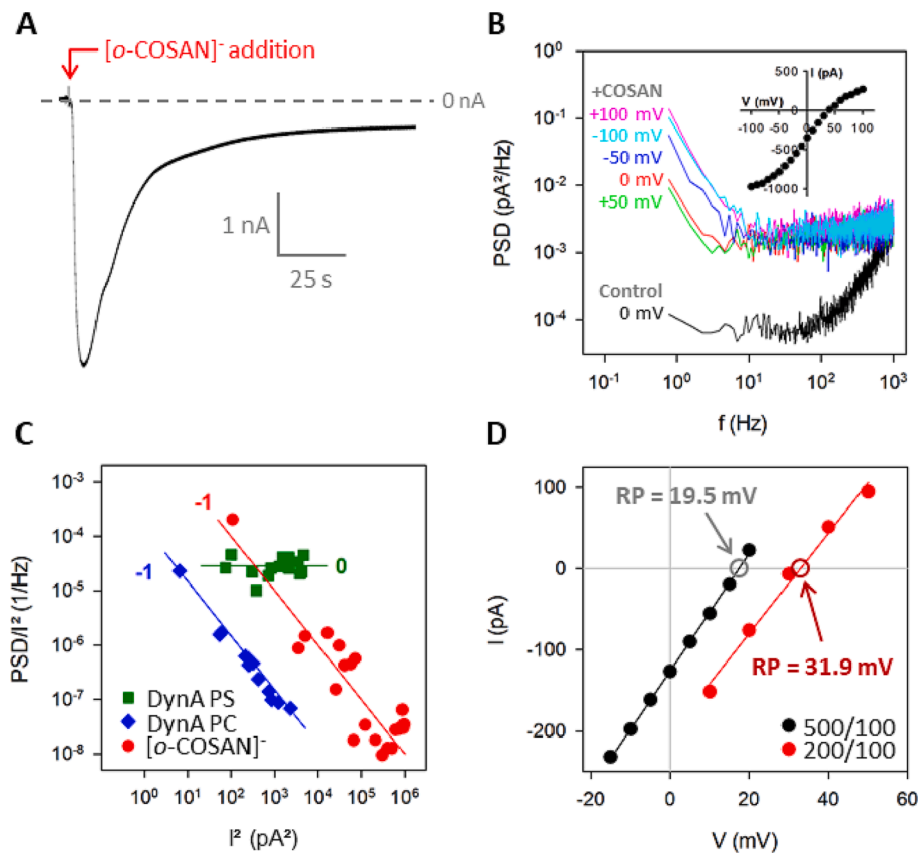 A
[o-COSAN]⁻ addition
0 nA
1 nA
25 s
B
PSD (pA²/Hz)
10⁰
10⁻¹
10⁻²
10⁻³
10⁻⁴
+COSAN
+100 mV
-100 mV
-50 mV
0 mV
+50 mV
Control
0 mV
500
I (pA)
V (mV)
0
-100 -50 0 50 100
-500
-1000
10⁻¹ 10⁰ 10¹ 10² 10³
f (Hz)
C
PSD/I² (1/Hz)
10⁻³
10⁻⁴
10⁻⁵
10⁻⁶
10⁻⁷
10⁻⁸
-1
-1
0
DynA PS
DynA PC
[o-COSAN]⁻
10⁰ 10¹ 10² 10³ 10⁴ 10⁵ 10⁶
I² (pA²)
D
I (pA)
100
0
-100
-200
RP = 19.5 mV
RP = 31.9 mV
500/100
200/100
-20 0 20 40 60
V (mV)